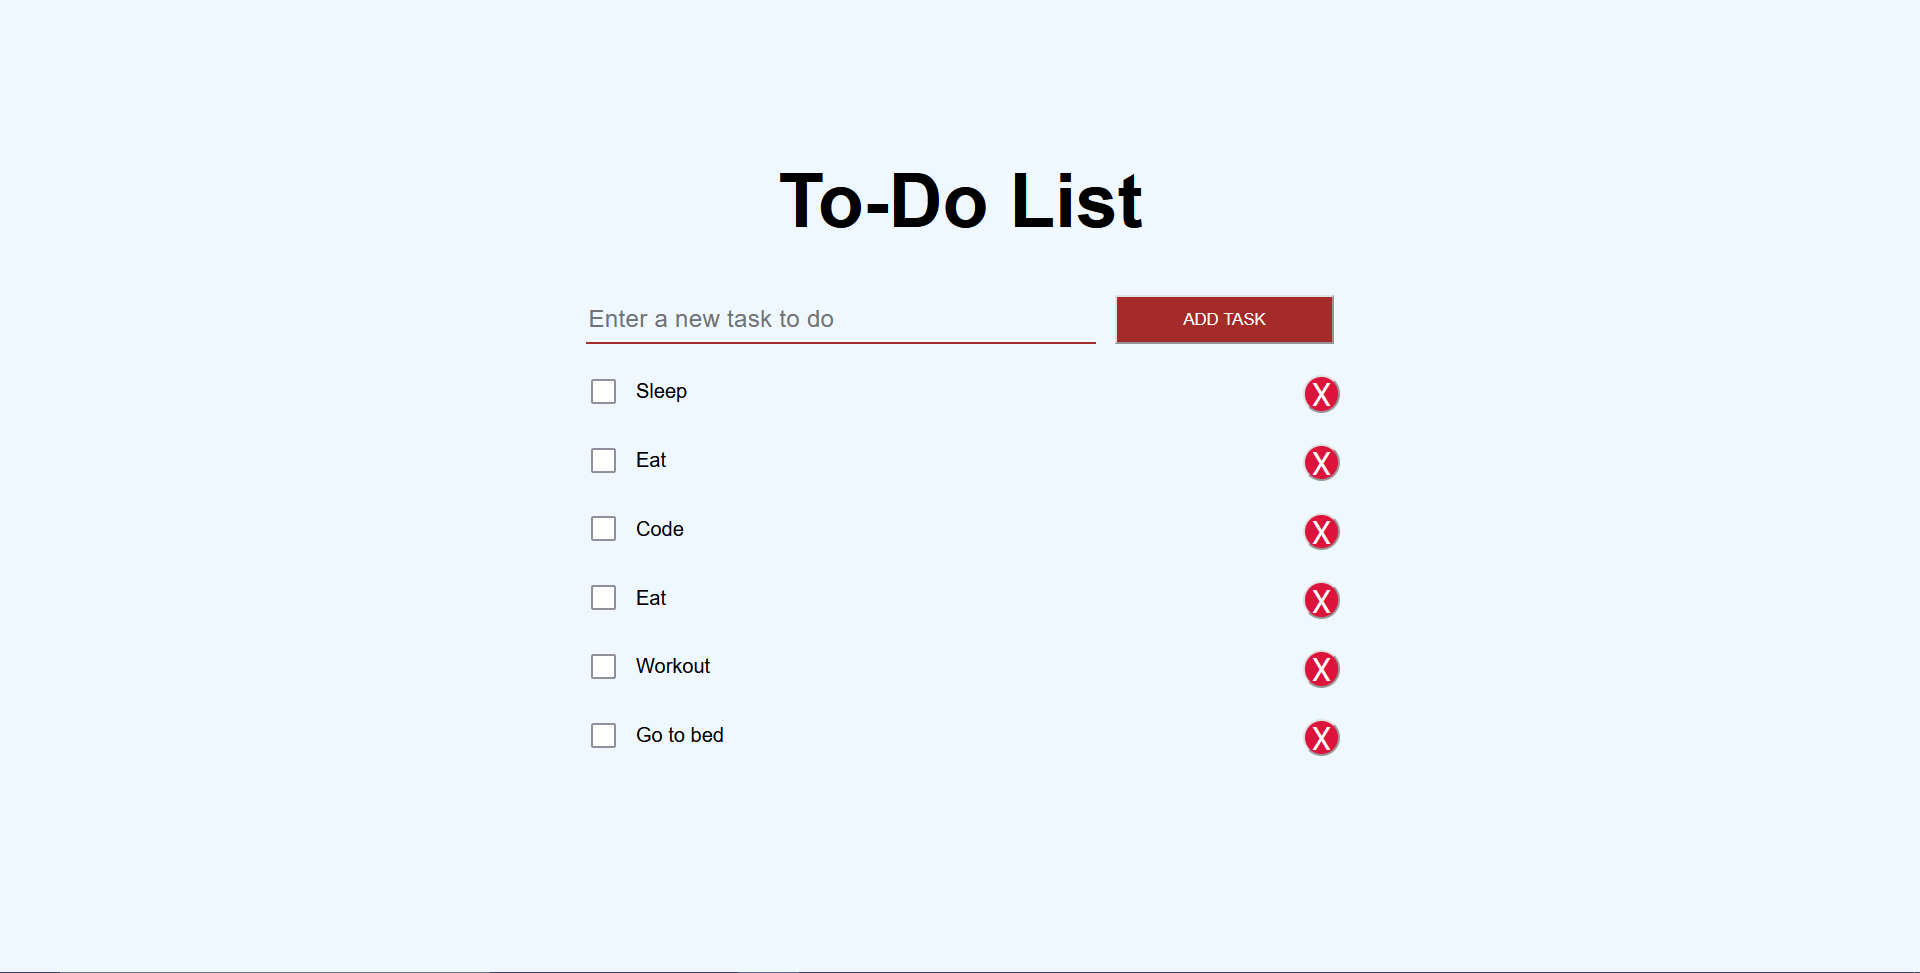 To-Do List
Enter a new task to do
ADD TASK
Sleep X
Eat X
Code X
Eat X
Workout X
Go to bed X